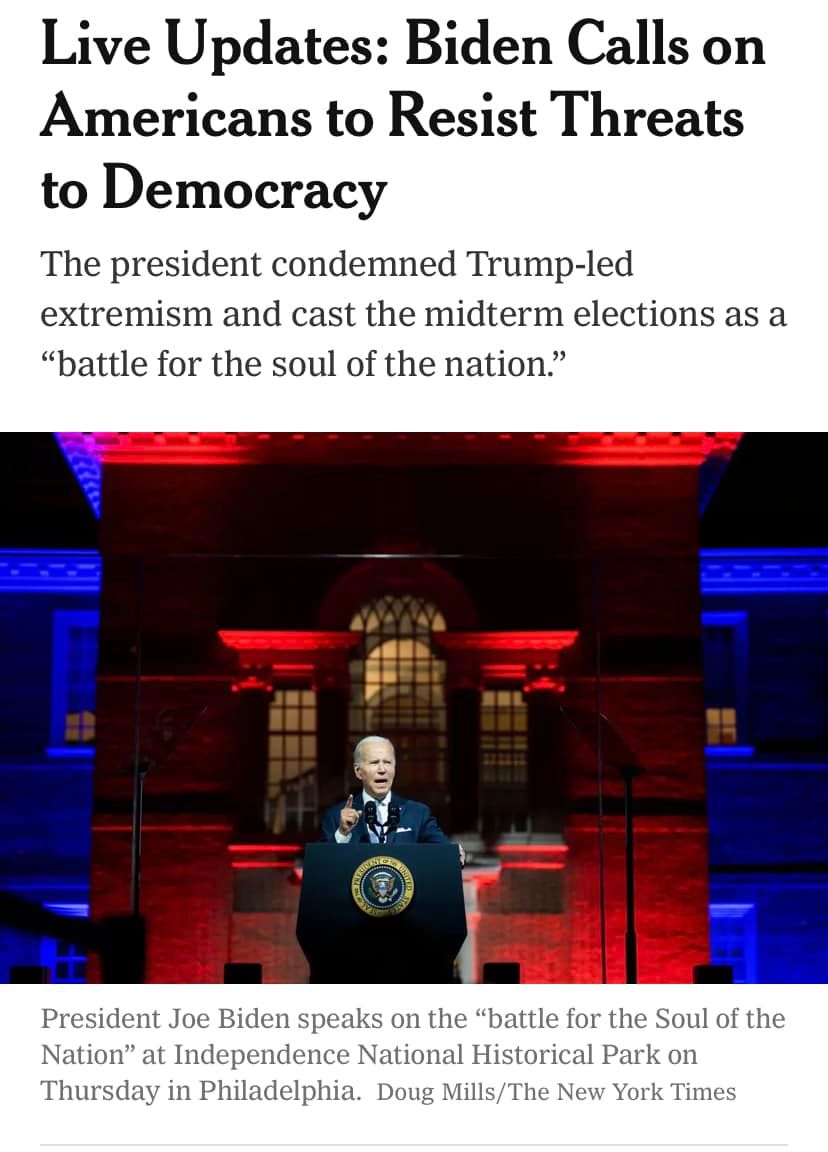 Live Updates: Biden Calls on
Americans to Resist Threats
to Democracy
The president condemned Trump-led
extremism and cast the midterm elections as a
“battle for the soul of the nation.”
President Joe Biden speaks on the “battle for the Soul of the
Nation” at Independence National Historical Park on
Thursday in Philadelphia. Doug Mills/The New York Times